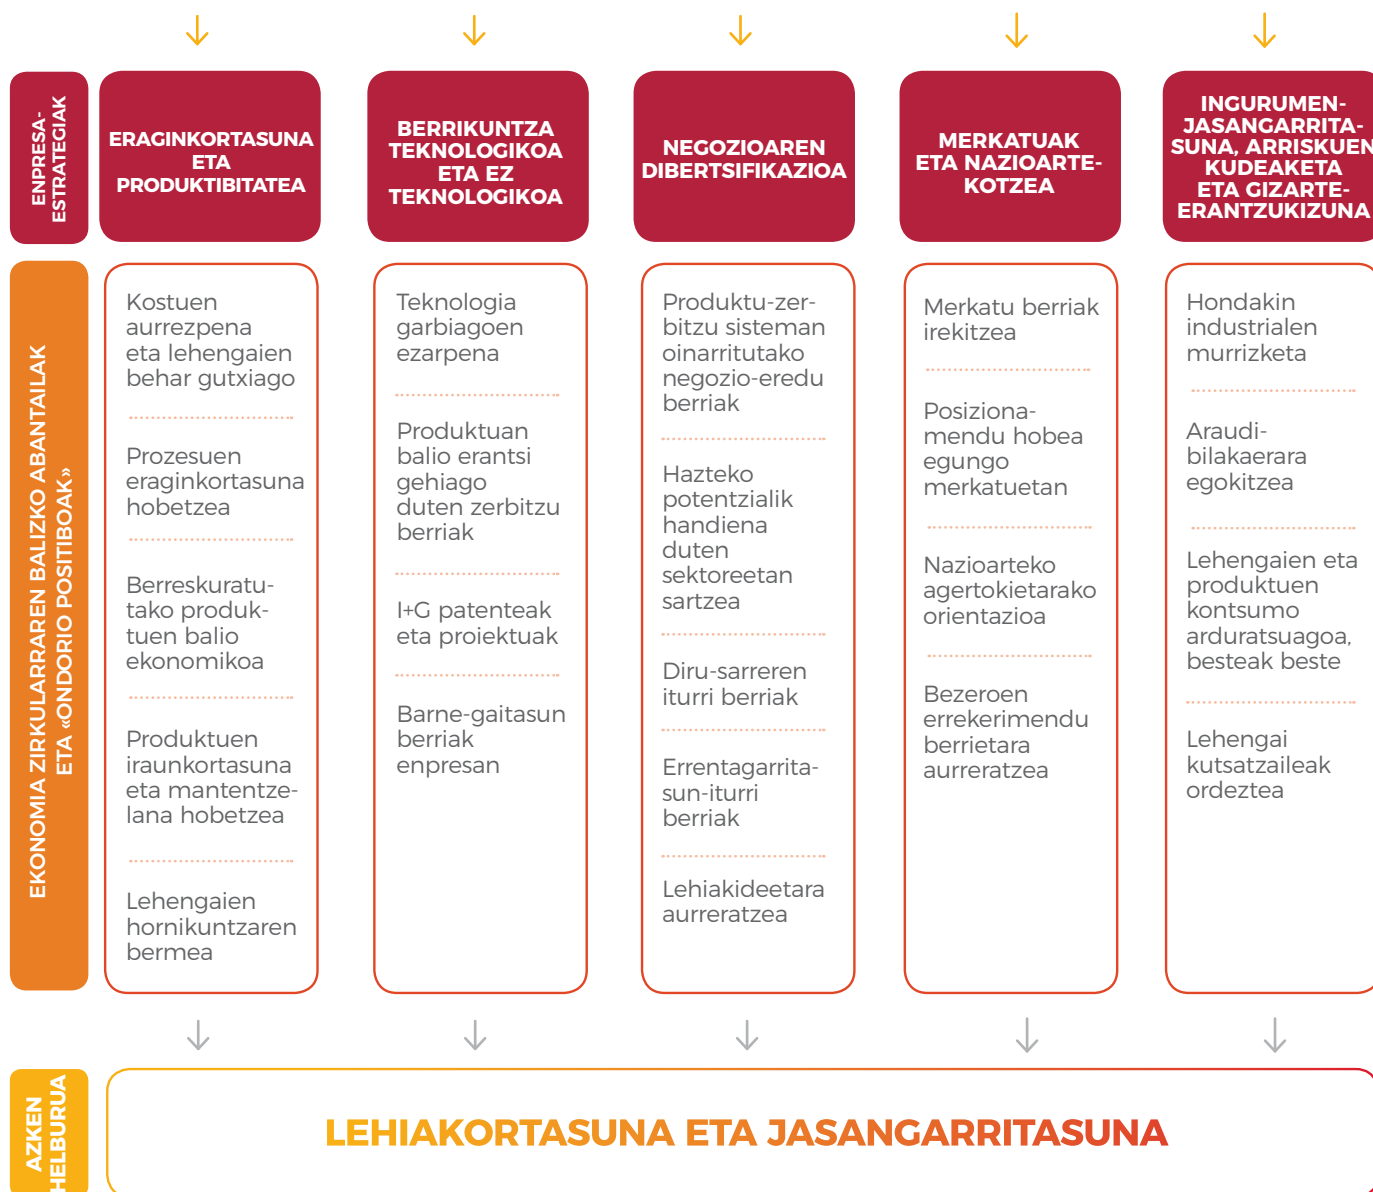 ENPRESA-
ESTRATEGIAK
ERAGINKORTASUNA
ETA
PRODUKTIBITATEA
BERRIKUNTZA
TEKNOLOGIKOA
ETA EZ
TEKNOLOGIKOA
NEGOZIOAREN
DIBERTSIFIKAZIOA
MERKATUAK
ETA NAZIOARTE-
KOTZEA
INGURUMEN-
JASANGARRITA-
SUNA, ARRISKUEN
KUDEAKETA
ETA GIZARTE-
ERANTZUKIZUNA
EKONOMIA ZIRKULARRAREN BALIZKO ABANTAILAK
ETA «ONDORIO POSITIBOAK»
Kostuen
aurrezpena
eta lehengaien
behar gutxiago
Prozesuen
eraginkortasuna
hobetzea
Berreskuratu-
tako produk-
tuen balio
ekonomikoa
Produktuen
iraunkortasuna
eta mantentze-
lana hobetzea
Lehengaien
hornikuntzaren
bermea
Teknologia
garbiagoen
ezarpena
Produktuan
balio erantsi
gehiago
duten zerbitzu
berriak
I+G patenteak
eta proiektuak
Barne-gaitasun
berriak
enpresan
Produktu-zer-
bitzu sisteman
oinarritutako
negozio-eredu
berriak
Hazteko
potentzialik
handiena
duten
sektoreetan
sartzea
Diru-sarreren
iturri berriak
Errentagarrita-
sun-iturri
berriak
Lehiakideetara
aurreratzea
Merkatu berriak
irekitzea
Posiziona-
mendu hobea
egungo
merkatuetan
Nazioarteko
agertokietarako
orientazioa
Bezeroen
errekerimendu
berrietara
aurreratzea
Hondakin
industrialen
murrizketa
Araudi-
bilakaerara
egokitzea
Lehengaien eta
produktuen
kontsumo
arduratsuagoa,
besteak beste
Lehengai
kutsatzaileak
ordeztea
AZKEN
HELBURUA
LEHIAKORTASUNA ETA JASANGARRITASUNA